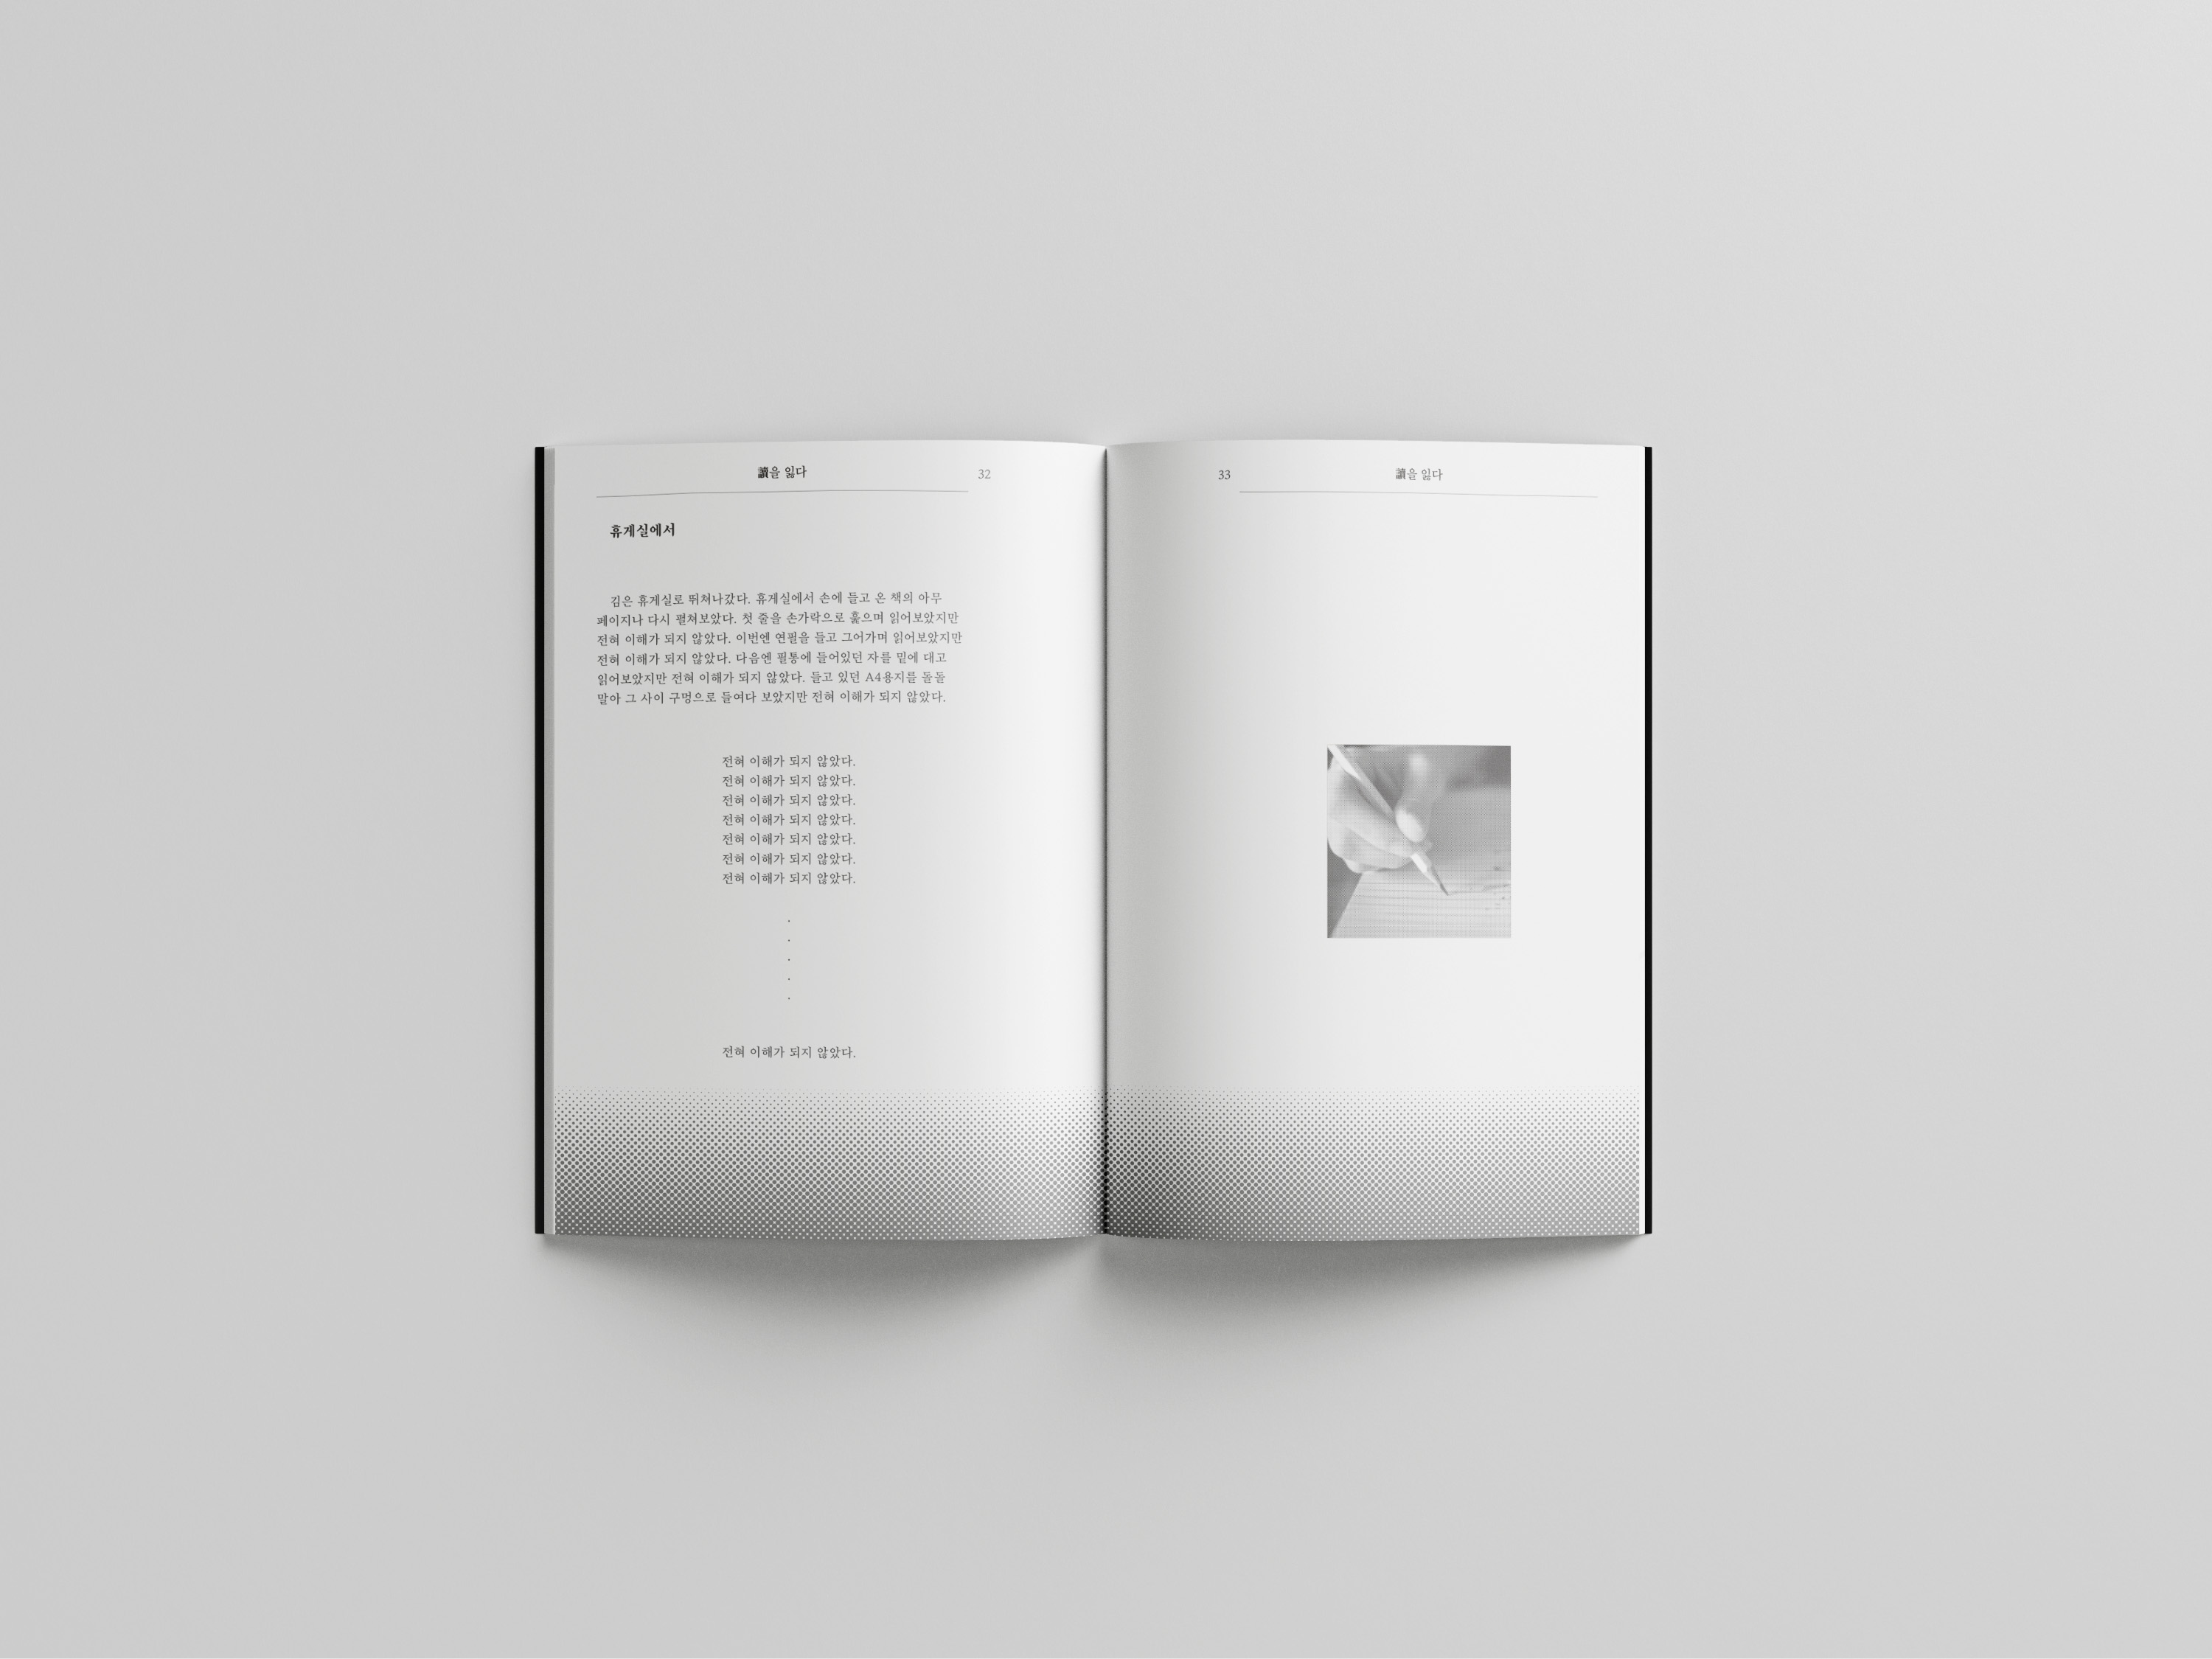 讀을 잃다
32
휴게실에서
김은 휴게실로 뛰쳐나갔다. 휴게실에서 손에 들고 온 책의 아무
페이지나 다시 펼쳐보았다. 첫 줄을 손가락으로 훑으며 읽어보았지만
전혀 이해가 되지 않았다. 이번엔 연필을 들고 그어가며 읽어보았지만
전혀 이해가 되지 않았다. 다음엔 필통에 들어있던 자를 밑에 대고
읽어보았지만 전혀 이해가 되지 않았다. 들고 있던 A4용지를 돌돌
말아 그 사이 구멍으로 들여다 보았지만 전혀 이해가 되지 않았다.
전혀 이해가 되지 않았다.
전혀 이해가 되지 않았다.
전혀 이해가 되지 않았다.
전혀 이해가 되지 않았다.
전혀 이해가 되지 않았다.
전혀 이해가 되지 않았다.
전혀 이해가 되지 않았다.
.
.
.
.
.
전혀 이해가 되지 않았다.
33
讀을 잃다